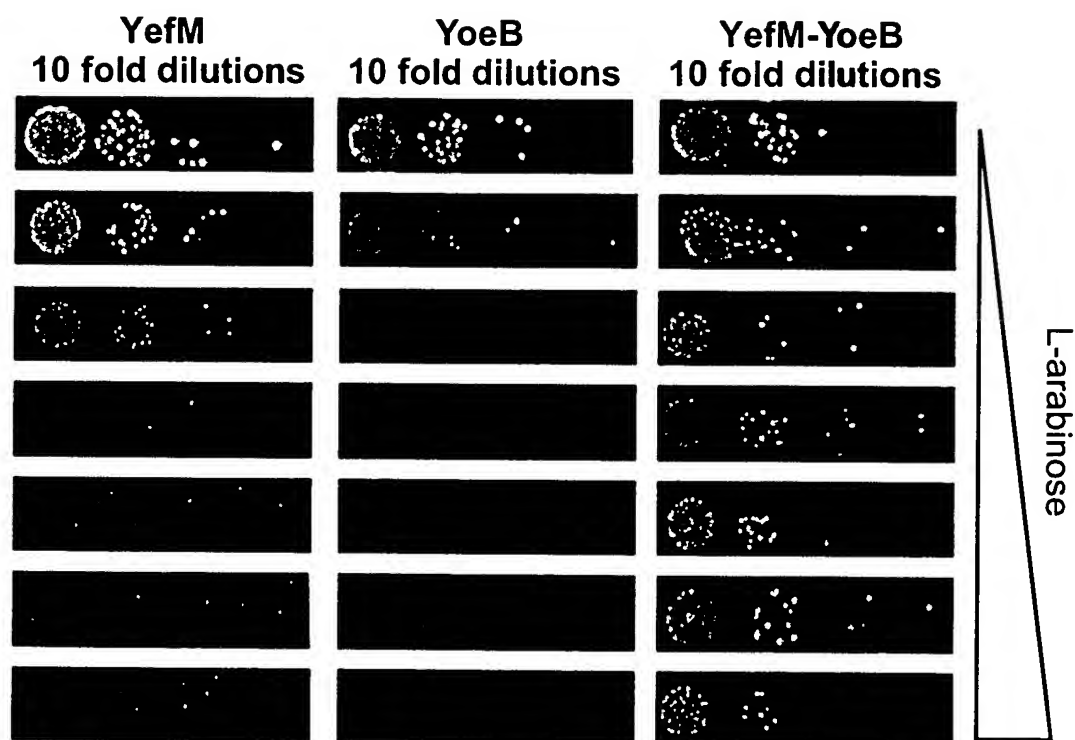 YefM
10 fold dilutions
YoeB
10 fold dilutions
YefM-YoeB
10 fold dilutions
L-arabinose